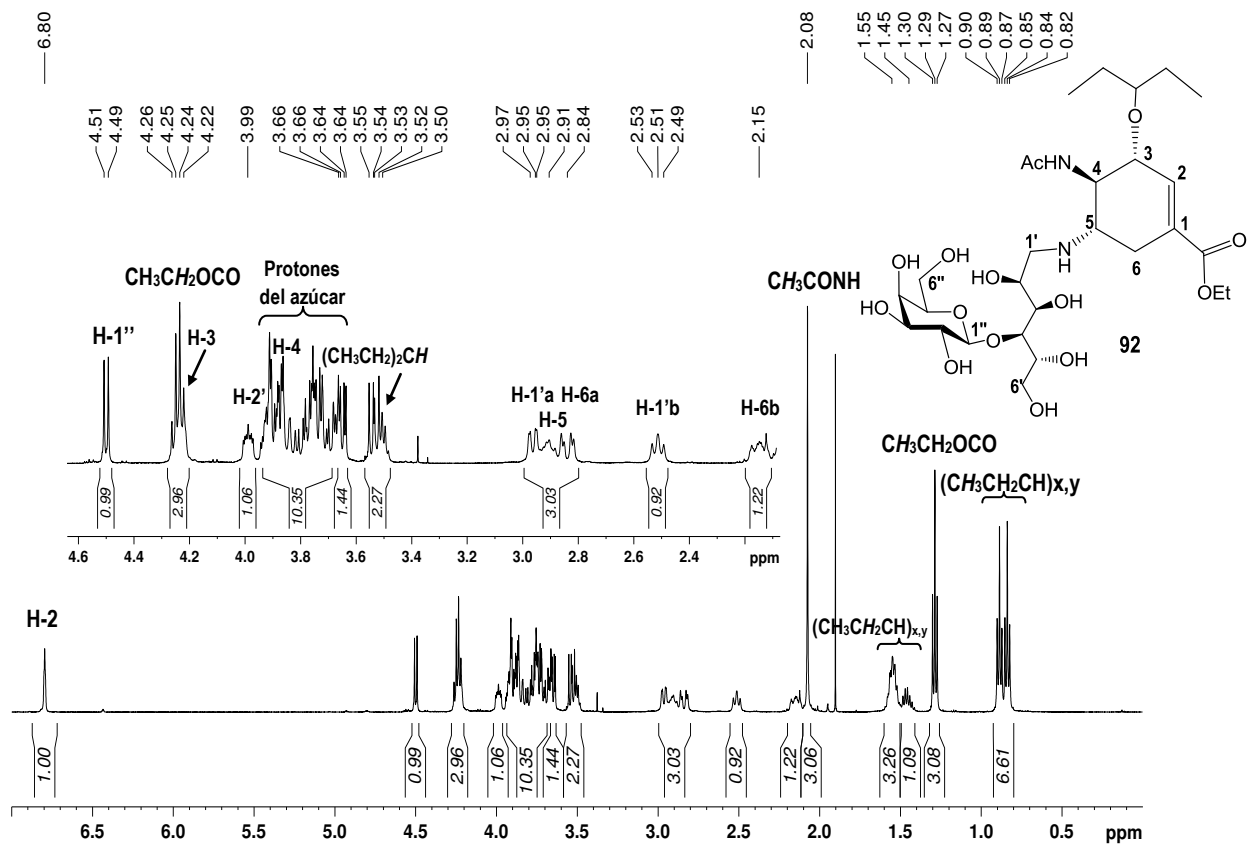 6.80
2.08
1.55
1.45
1.30
1.29
1.27
0.90
0.89
0.87
0.85
0.84
0.82
4.51
4.49
4.26
4.25
4.24
4.22
3.99
3.66
3.66
3.64
3.64
3.55
3.54
3.53
3.52
3.50
2.97
2.95
2.95
2.91
2.84
2.53
2.51
2.49
2.15
O
3
AcHN
4
2
5
1
1'
6
N
H
O
OEt
OH
OH
6''
OH
HO
OH
O
1''
O
OH
OH
6'
OH
92
CH3CH2OCO
Protones
del azúcar
H-1''
H-3
H-4
(CH3CH2)2CH
H-2'
H-1'a
H-6a
H-5
H-1'b
H-6b
CH3CONH
CH3CH2OCO
(CH3CH2CH)x,y
0.99
2.96
1.06
10.35
1.44
2.27
3.03
0.92
1.22
4.6 4.4 4.2 4.0 3.8 3.6 3.4 3.2 3.0 2.8 2.6 2.4 ppm
H-2
(CH3CH2CH)x,y
1.00
0.99
2.96
1.06
10.35
1.44
2.27
3.03
0.92
1.22
3.06
3.26
1.09
3.08
6.61
6.5 6.0 5.5 5.0 4.5 4.0 3.5 3.0 2.5 2.0 1.5 1.0 0.5 ppm